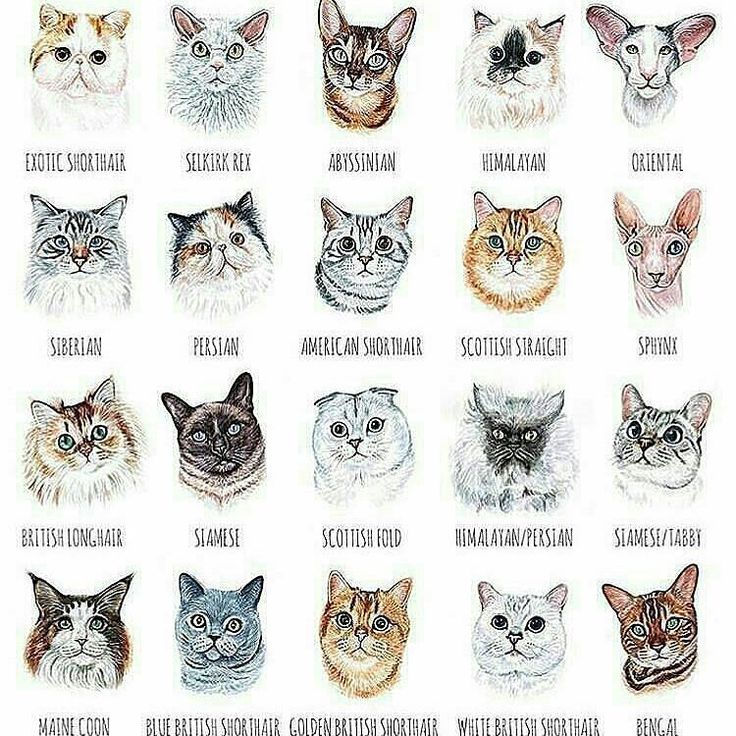 EXOTIC SHORTHAIR SELKIRK REX ABYSSINIAN HIMALAYAN ORIENTAL
SIBERIAN PERSIAN AMERICAN SHORTHAIR SCOTTISH STRAIGHT SPHYNX
BRITISH LONGHAIR SIAMESE SCOTTISH FOLD HIMALAYAN/PERSIAN SIAMESE/TABBY
MAINE COON BLUE BRITISH SHORTHAIR GOLDEN BRITISH SHORTHAIR WHITE BRITISH SHORTHAIR BENGAL